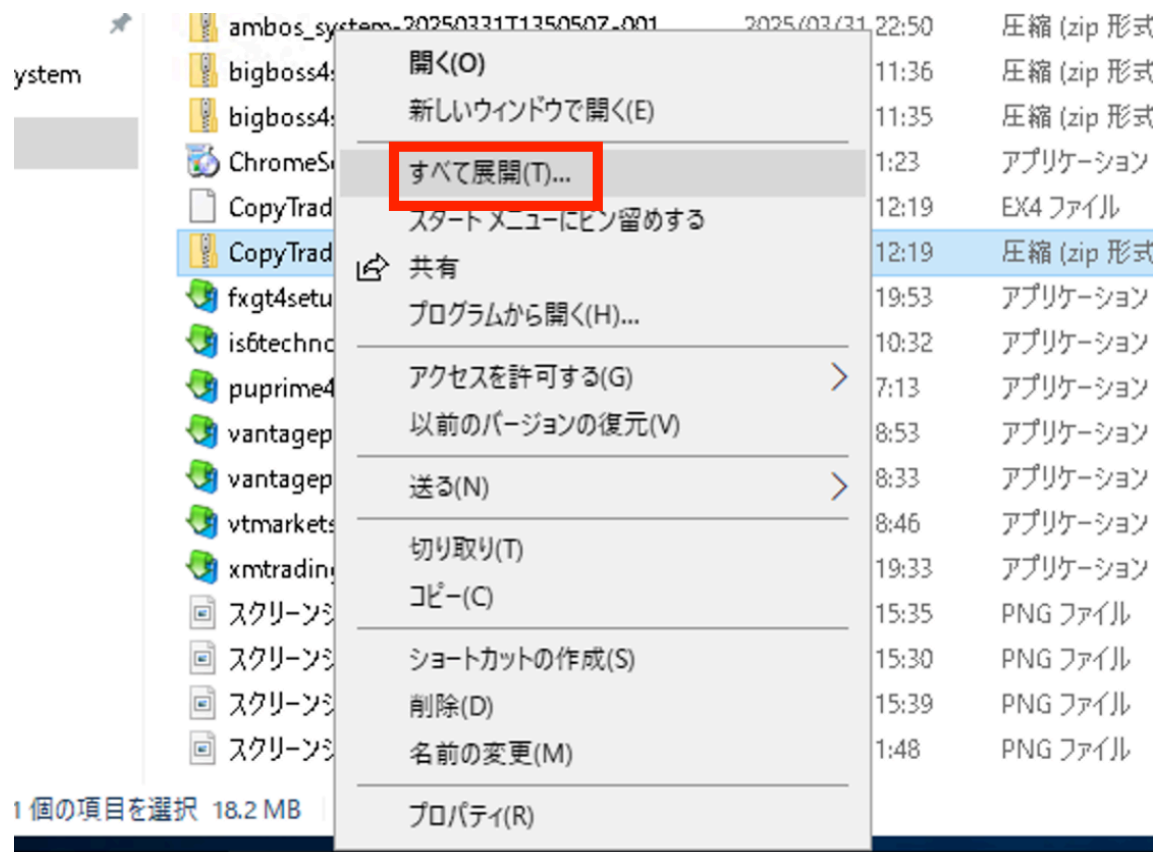 ambos_system-20250331T135050Z-001 2025/03/31 22:50 圧縮 (zip 形式
ystem
bigboss4 11:36 圧縮 (zip 形式
bigboss4 11:35 圧縮 (zip 形式
ChromeSe 1:23 アプリケーション
CopyTrad 12:19 EX4 ファイル
CopyTrad 12:19 圧縮 (zip 形式
fxgt4setu 19:53 アプリケーション
is6techno 10:32 アプリケーション
puprime4 7:13 アプリケーション
vantagep 8:53 アプリケーション
vantagep 8:33 アプリケーション
vtmarkets 8:46 アプリケーション
xmtrading 19:33 アプリケーション
スクリーンシ 15:35 PNG ファイル
スクリーンシ 15:30 PNG ファイル
スクリーンシ 15:39 PNG ファイル
スクリーンシ 1:48 PNG ファイル
1 個の項目を選択 18.2 MB
開く(O)
新しいウィンドウで開く(E)
すべて展開(T)...
スタート メニューにピン留めする
共有
プログラムから開く(H)...
アクセスを許可する(G)
以前のバージョンの復元(V)
送る(N)
切り取り(T)
コピー(C)
ショートカットの作成(S)
削除(D)
名前の変更(M)
プロパティ(R)